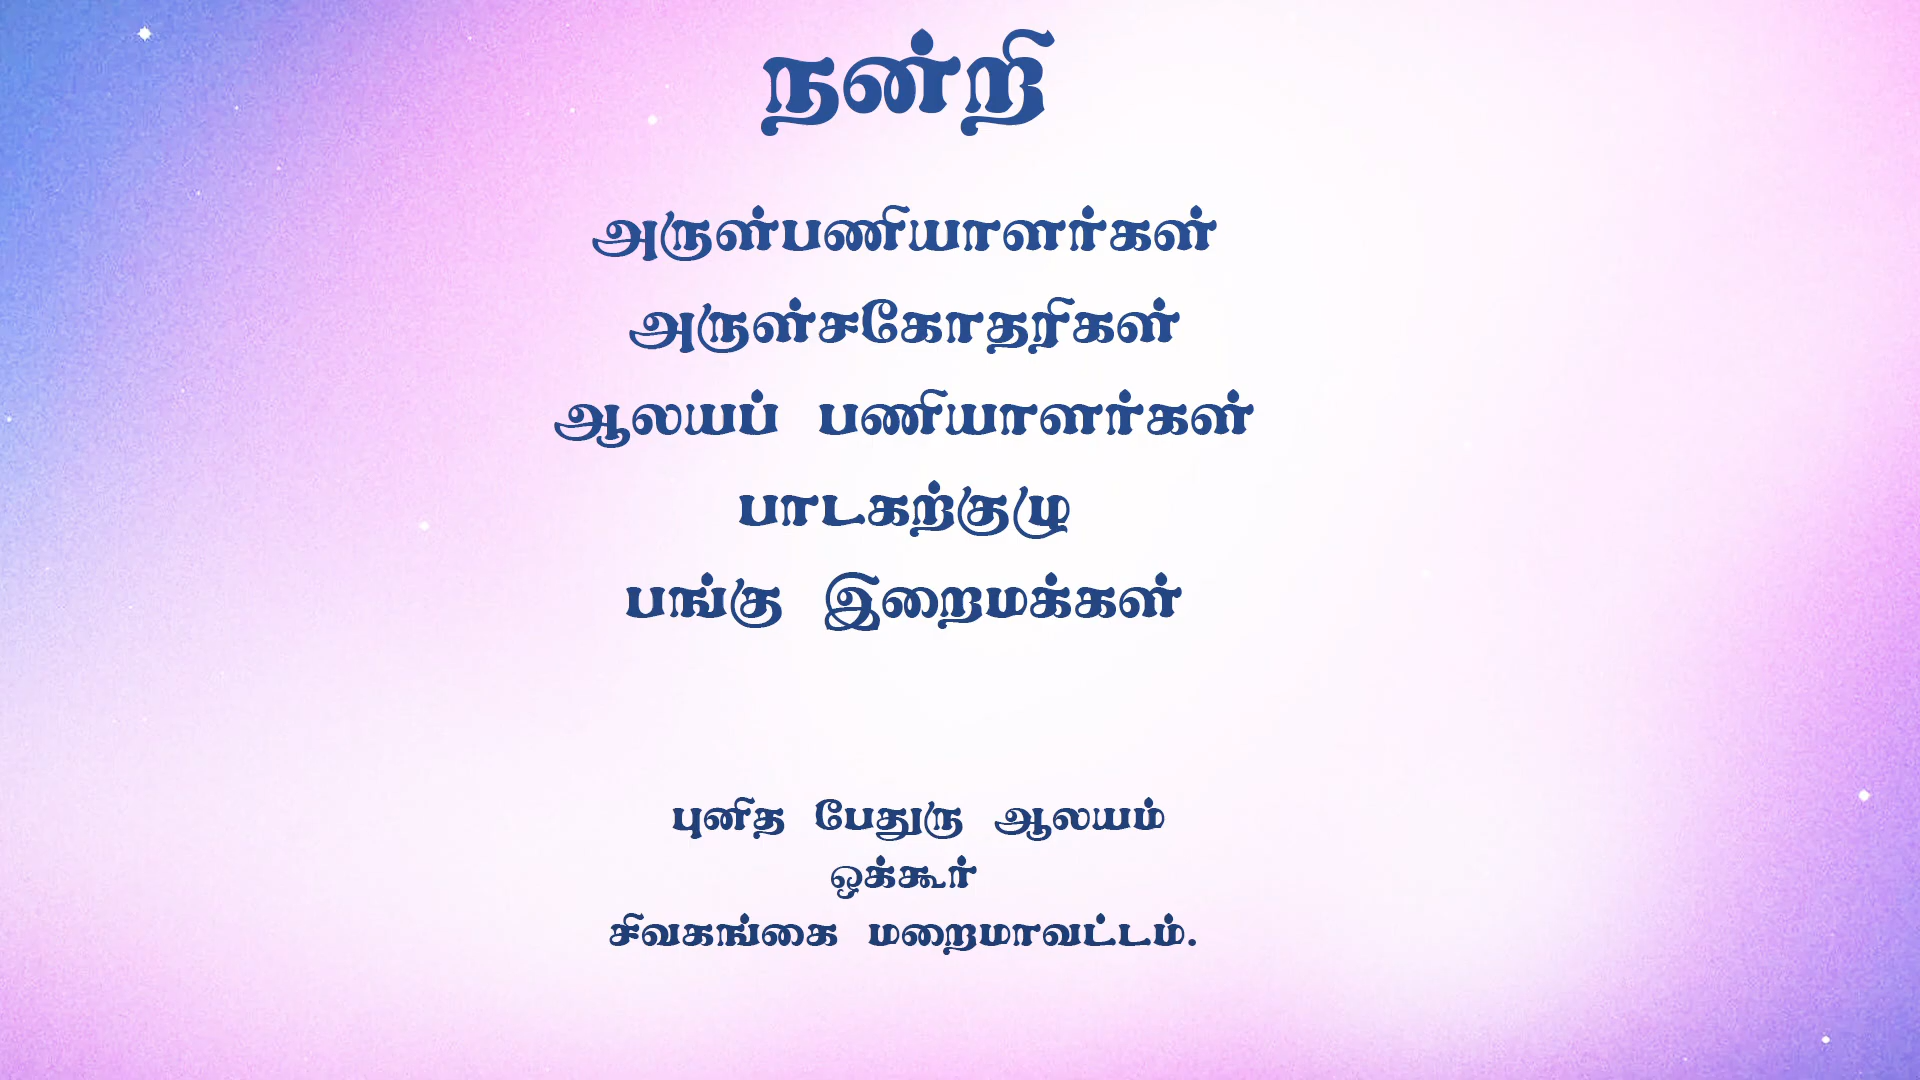 நன்றி
அருள்பணியாளர்கள்
அருள்சகோதரிகள்
ஆலயப் பணியாளர்கள்
பாடகற்குழு
பங்கு இறைமக்கள்
புனித பேதுரு ஆலயம்
ஒக்கூர்
சிவகங்கை மறைமாவட்டம்.